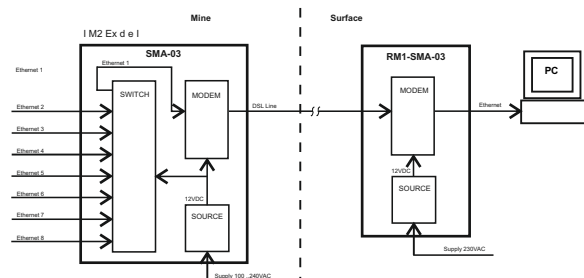 Mine
Surface
I M2 Ex d e I
SMA-03
RM1-SMA-03
Ethernet 1
Ethernet 1
SWITCH
MODEM
MODEM
PC
Ethernet 2
DSL Line
Ethernet
Ethernet 3
Ethernet 4
Ethernet 5
12VDC
Ethernet 6
12VDC
SOURCE
SOURCE
Ethernet 7
Ethernet 8
Supply 230VAC
Supply 100 ..240VAC